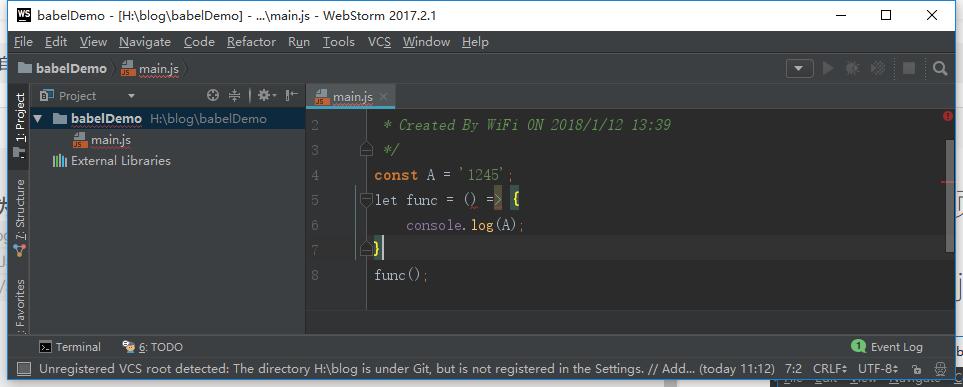 WS babelDemo - [H:\blog\babelDemo] - ...\main.js - WebStorm 2017.2.1
File Edit View Navigate Code Refactor Run Tools VCS Window Help
babelDemo main.js
1: Project
7: Structure
: Favorites
Project
babelDemo H:\blog\babelDemo
main.js
External Libraries
main.js
2 * Created By WiFi ON 2018/1/12 13:39
3 */
4 const A = '1245';
5 let func = () => {
6 console.log(A);
7 }
8 func();
Terminal 6: TODO 1 Event Log
Unregistered VCS root detected: The directory H:\blog is under Git, but is not registered in the Settings. // Add... (today 11:12) 7:2 CRLF UTF-8